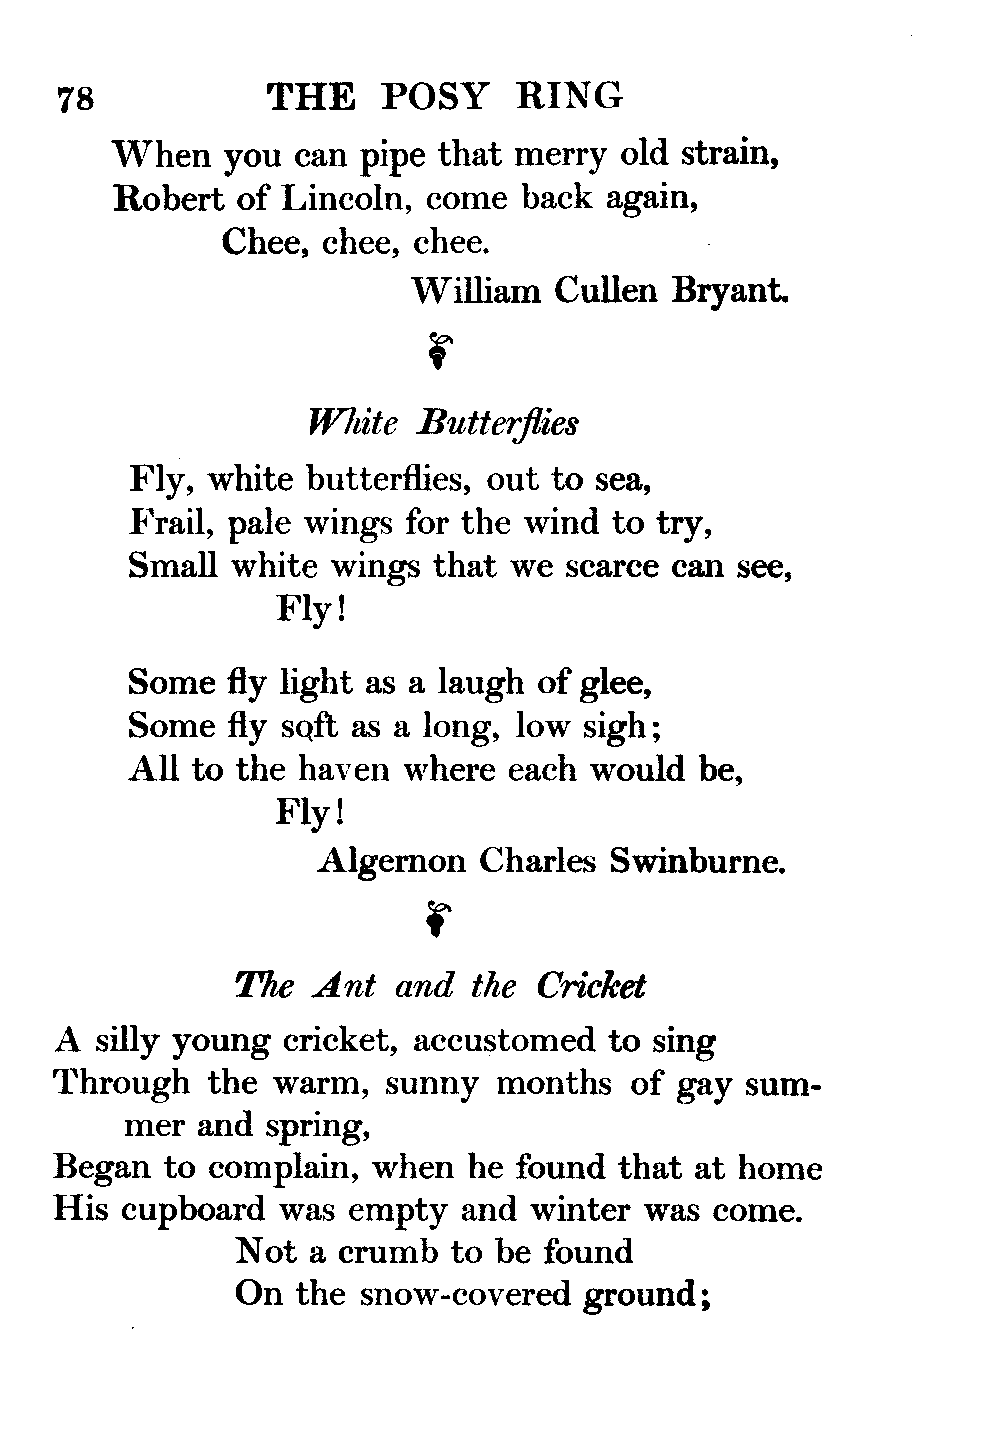 78 THE POSY RING
When you can pipe that merry old strain,
Robert of Lincoln, come back again,
Chee, chee, chee.
William Cullen Bryant.
White Butterflies
Fly, white butterflies, out to sea,
Frail, pale wings for the wind to try,
Small white wings that we scarce can see,
Fly!
Some fly light as a laugh of glee,
Some fly soft as a long, low sigh;
All to the haven where each would be,
Fly!
Algernon Charles Swinburne.
The Ant and the Cricket
A silly young cricket, accustomed to sing
Through the warm, sunny months of gay sum-
mer and spring,
Began to complain, when he found that at home
His cupboard was empty and winter was come.
Not a crumb to be found
On the snow-covered ground;